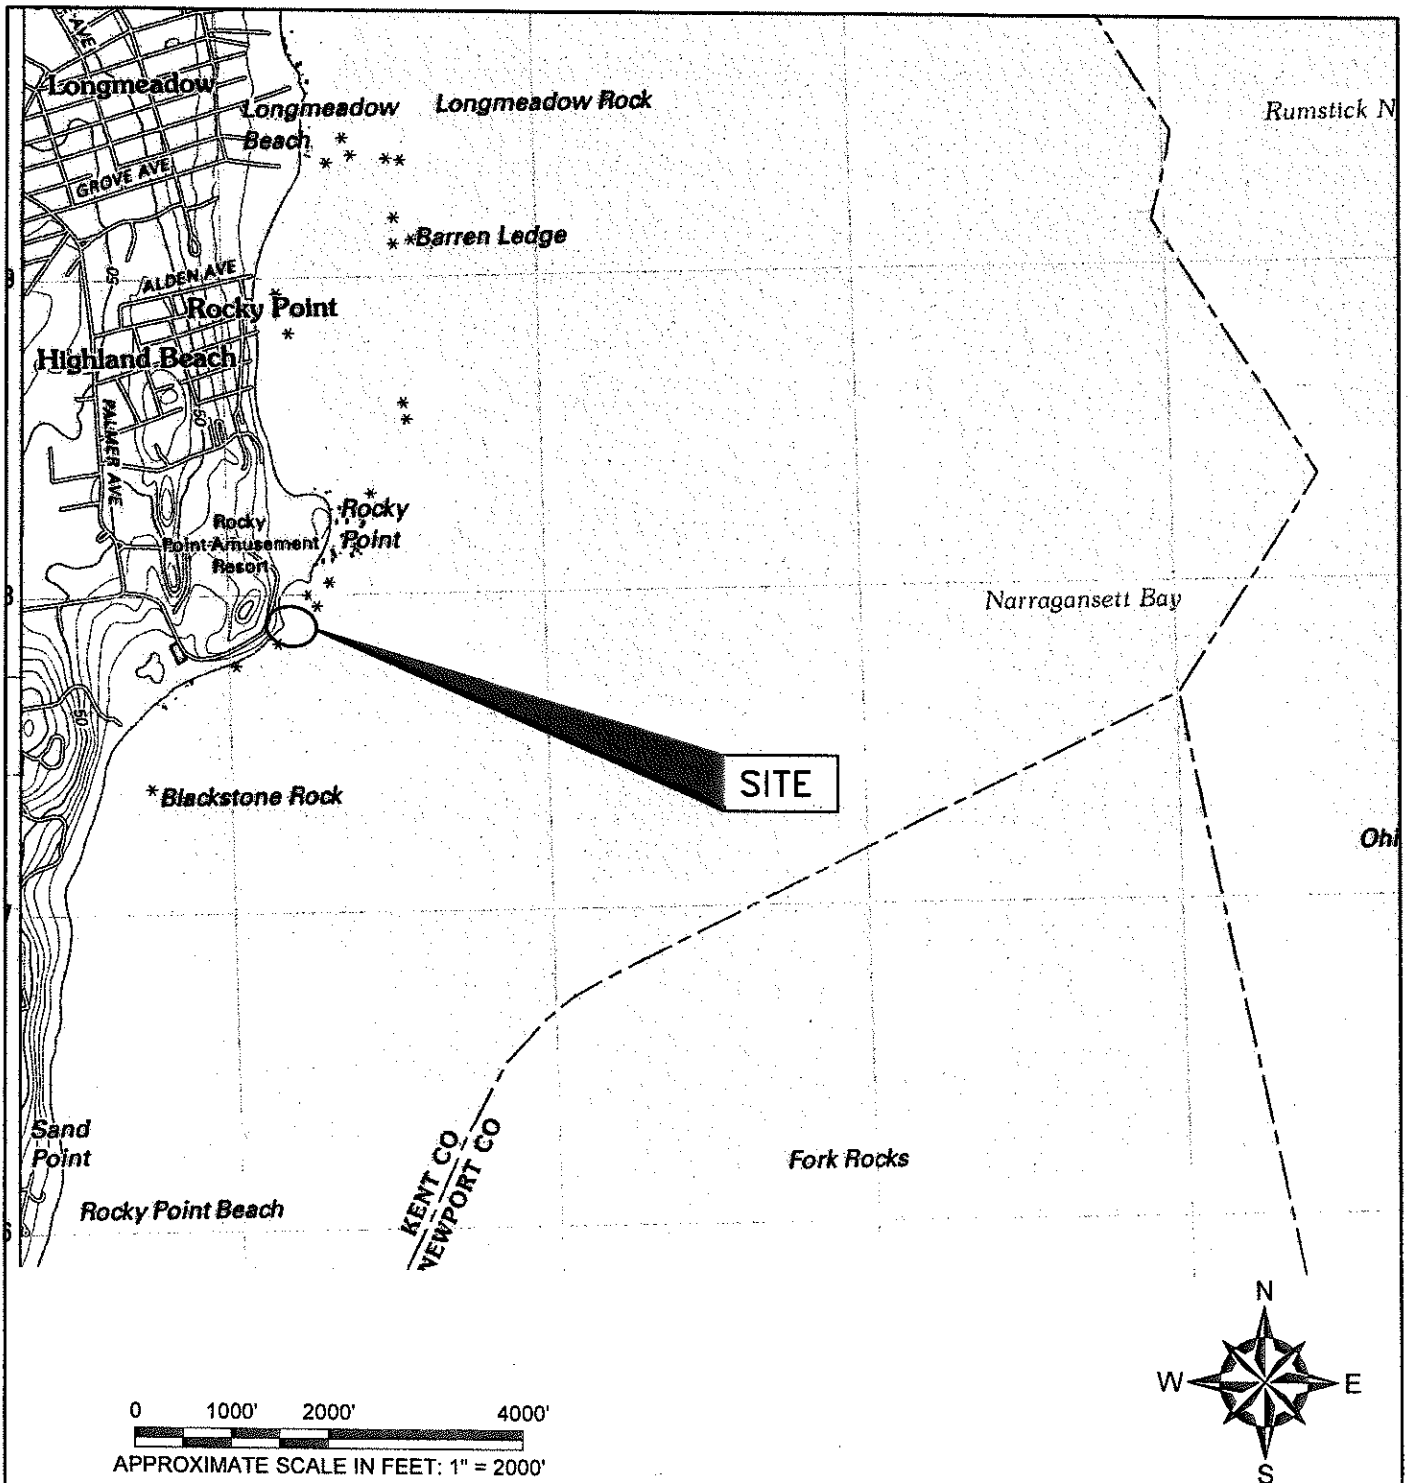 AVE
Longmeadow
Longmeadow
Beach
Longmeadow Rock
Rumstick N
GROVE AVE
Barren Ledge
50
ALDEN AVE
Rocky Point
Highland Beach
PALMER AVE
50
Rocky
Point
Rocky
Point Amusement
Resort
Narragansett Bay
50
SITE
*Blackstone Rock
Ohi
Sand
Point
KENT CO
NEWPORT CO
Fork Rocks
Rocky Point Beach
N
W E
S
0 1000' 2000' 4000'
APPROXIMATE SCALE IN FEET: 1" = 2000'